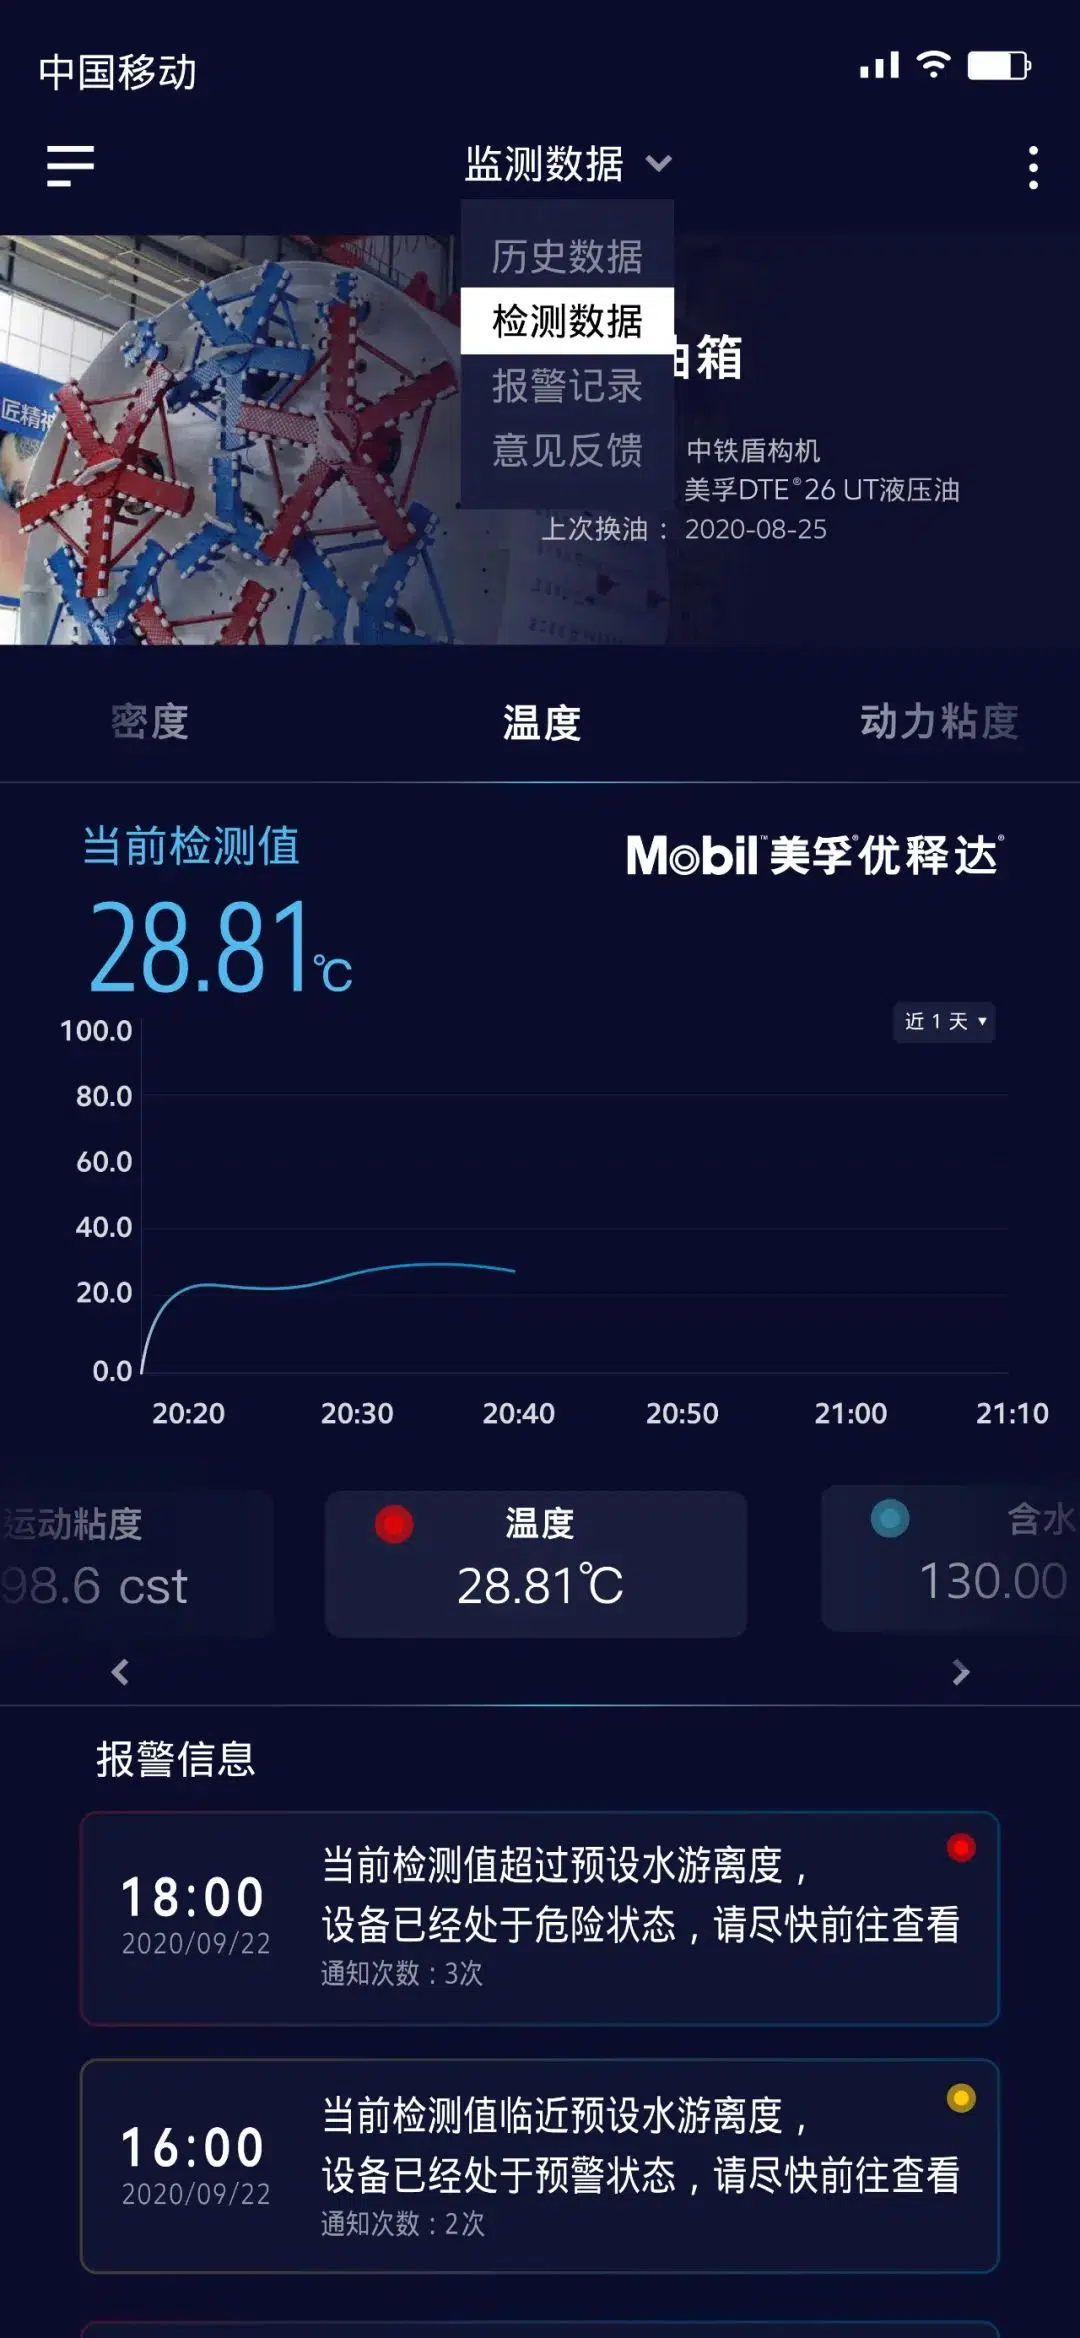 中国移动
监测数据
历史数据
检测数据
报警记录
意见反馈
油箱
中铁盾构机
美孚DTE®26 UT液压油
上次换油： 2020-08-25
匠精神
密度 温度 动力粘度
当前检测值
Mobil™美孚®优释达®
28.81℃
近 1 天 ▾
100.0
80.0
60.0
40.0
20.0
0.0
20:20 20:30 20:40 20:50 21:00 21:10
运动粘度 温度 含水
98.6 cst 28.81℃ 130.00
报警信息
当前检测值超过预设水游离度，
18:00
设备已经处于危险状态，请尽快前往查看
2020/09/22
通知次数：3次
当前检测值临近预设水游离度，
16:00
设备已经处于预警状态，请尽快前往查看
2020/09/22
通知次数：2次